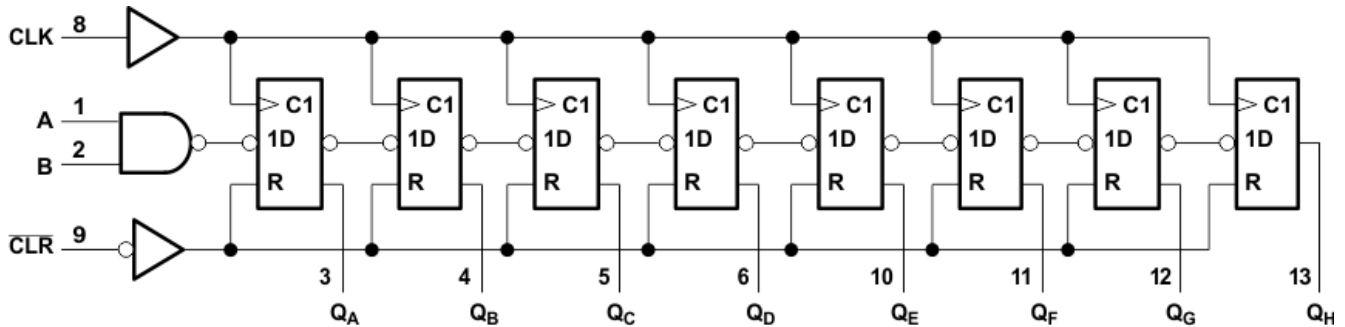 CLK 8
C1 C1 C1 C1 C1 C1 C1 C1
A 1
1D 1D 1D 1D 1D 1D 1D 1D
B 2
R R R R R R R R
CLR 9
3 4 5 6 10 11 12 13
QA QB QC QD QE QF QG QH